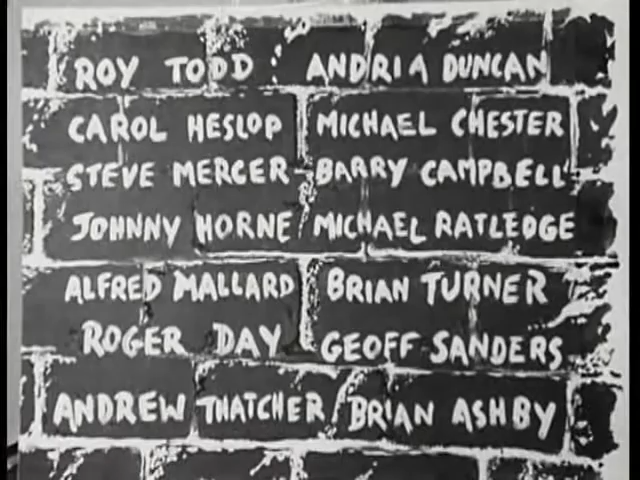 ROY TODD ANDRIA DUNCAN
CAROL HESLOP MICHAEL CHESTER
STEVE MERCER BARRY CAMPBELL
JOHNNY HORNE MICHAEL RATLEDGE
ALFRED MALLARD BRIAN TURNER
ROGER DAY GEOFF SANDERS
ANDREW THATCHER BRIAN ASHBY